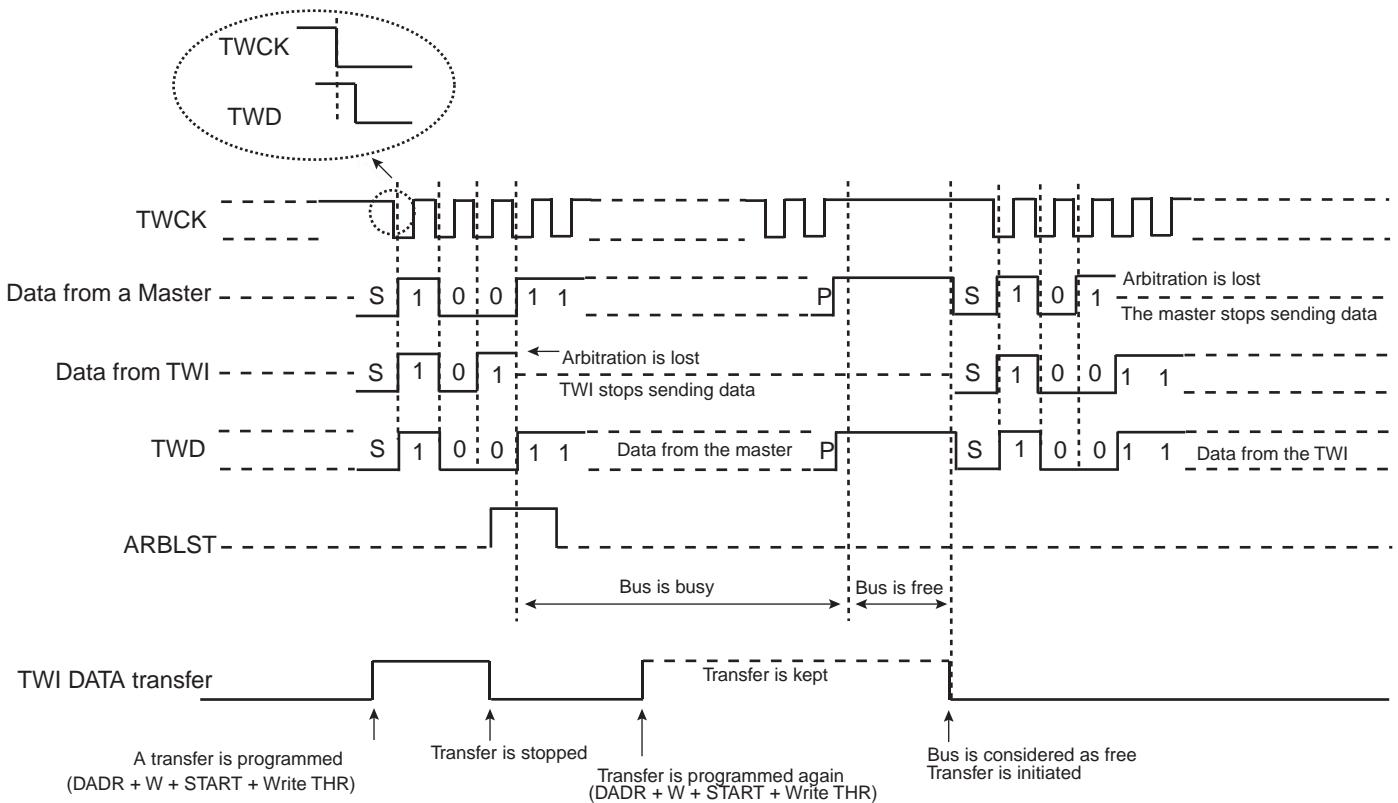 TWCK
TWD
TWCK
Data from a Master S 1 0 0 1 1 P S 1 0 1 Arbitration is lost
The master stops sending data
Data from TWI S 1 0 1 Arbitration is lost S 1 0 0 1 1
TWI stops sending data
TWD S 1 0 0 1 1 Data from the master P S 1 0 0 1 1 Data from the TWI
ARBLST
Bus is busy Bus is free
TWI DATA transfer Transfer is kept
A transfer is programmed
(DADR + W + START + Write THR)
Transfer is stopped
Transfer is programmed again
(DADR + W + START + Write THR)
Bus is considered as free
Transfer is initiated